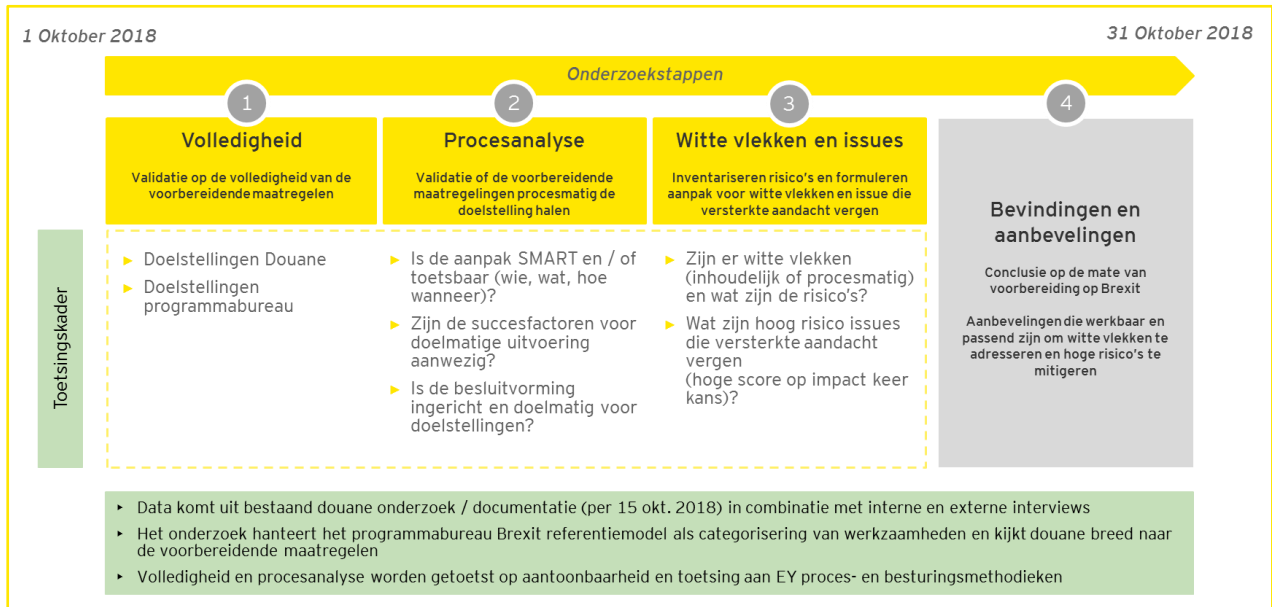 1 Oktober 2018
31 Oktober 2018
Onderzoekstappen
1
2
3
4
Volledigheid
Validatie op de volledigheid van de
voorbereidende maatregelen
Procesanalyse
Validatie of de voorbereidende
maatregelingen procesmatig de
doelstelling halen
Witte vlekken en issues
Inventariseren risico's en formuleren
aanpak voor witte vlekken en issue die
versterkte aandacht vergen
Bevindingen en
aanbevelingen
Conclusie op de mate van
voorbereiding op Brexit
Aanbevelingen die werkbaar en
passend zijn om witte vlekken te
adresseren en hoge risico's te
mitigeren
Toetsingskader
► Doelstellingen Douane
► Doelstellingen
programmabureau
► Is de aanpak SMART en / of
toetsbaar (wie, wat, hoe
wanneer)?
► Zijn de succesfactoren voor
doelmatige uitvoering
aanwezig?
► Is de besluitvorming
ingericht en doelmatig voor
doelstellingen?
► Zijn er witte vlekken
(inhoudelijk of procesmatig)
en wat zijn de risico's?
► Wat zijn hoog risico issues
die versterkte aandacht
vergen
(hoge score op impact keer
kans)?
► Data komt uit bestaand douane onderzoek / documentatie (per 15 okt. 2018) in combinatie met interne en externe interviews
► Het onderzoek hanteert het programmabureau Brexit referentiemodel als categorisering van werkzaamheden en kijkt douane breed naar
de voorbereidende maatregelen
► Volledigheid en procesanalyse worden getoetst op aantoonbaarheid en toetsing aan EY proces- en besturingsmethodieken